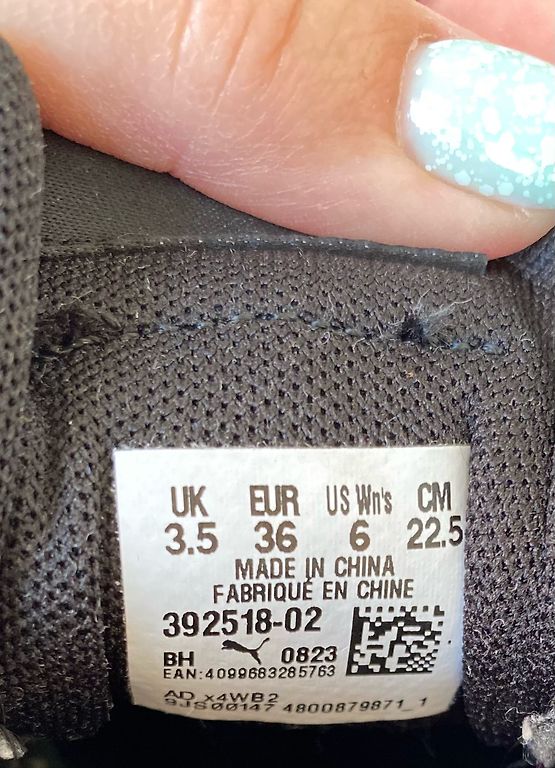 UK EUR US Wn's CM
3.5 36 6 22.5
MADE IN CHINA
FABRIQUÉ EN CHINE
392518-02
BH 0823
EAN:4099683285763
AD x4WB2
9JS00147 4800879871_1